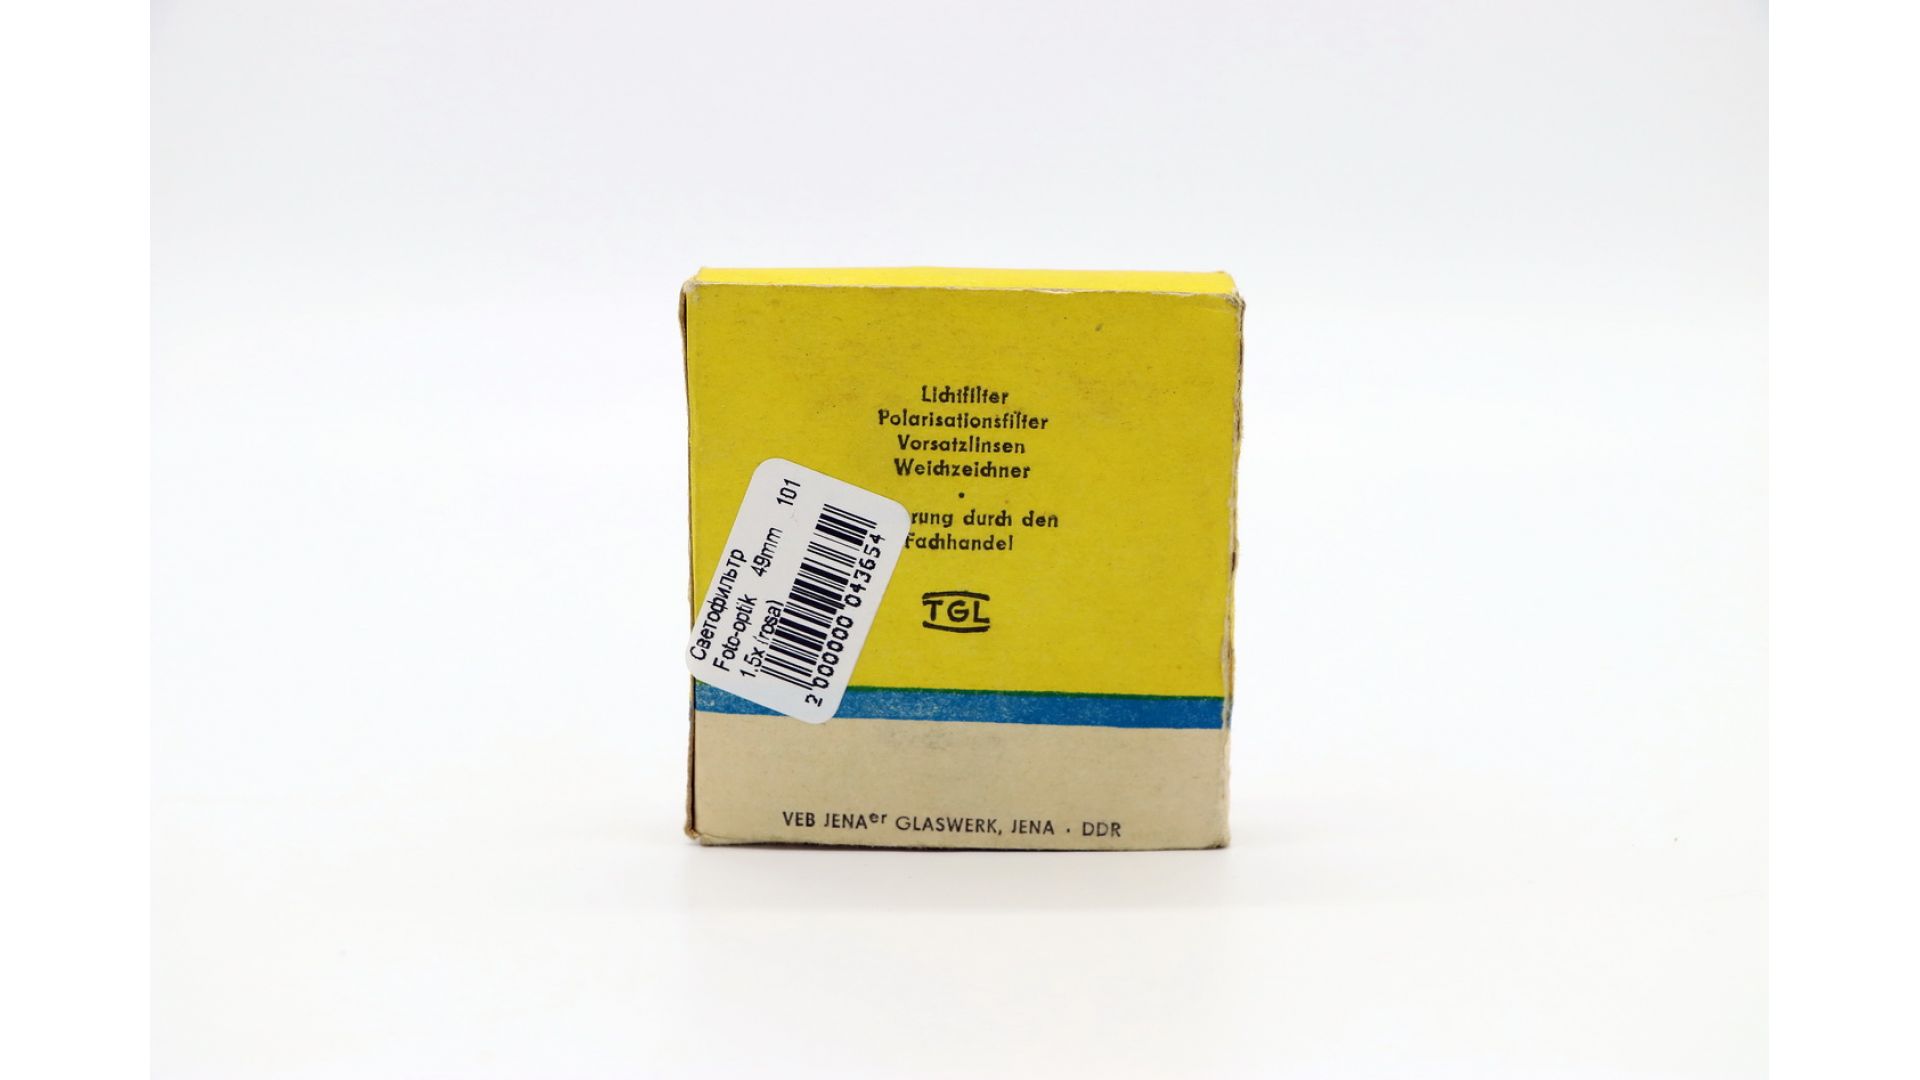 Lichtfilter
Polarisationsfilter
Vorsatzlinsen
Weichzeichner
•
rung durch den
Fachhandel
TGL
VEB JENAer GLASWERK, JENA · DDR
Светофильтр
Foto-optik 49mm 101
1.5x (rosa)
2 000000 043654